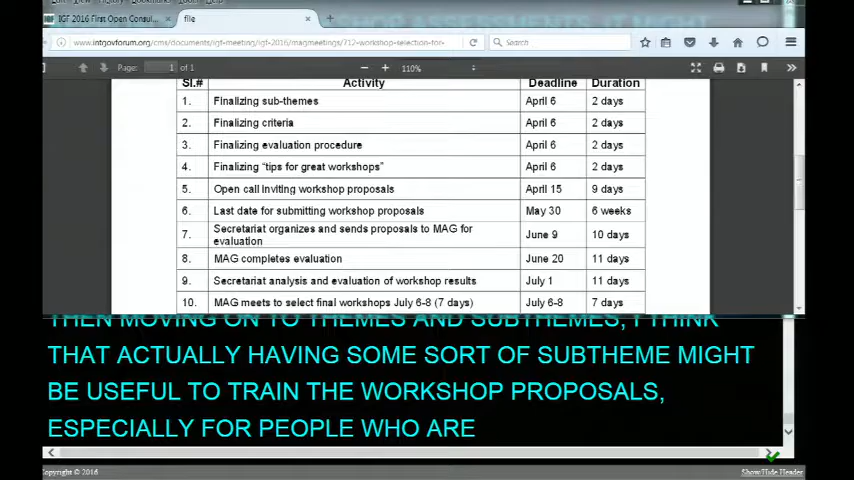 IGF 2016 First Open Consul...
file
www.intgovforum.org/cms/documents/igf-meeting/igf-2016/magmeetings/712-workshop-selection-for-
Search
Page: 1 of 1
110%
Sl.# Activity Deadline Duration
1. Finalizing sub-themes April 6 2 days
2. Finalizing criteria April 6 2 days
3. Finalizing evaluation procedure April 6 2 days
4. Finalizing “tips for great workshops” April 6 2 days
5. Open call inviting workshop proposals April 15 9 days
6. Last date for submitting workshop proposals May 30 6 weeks
7. Secretariat organizes and sends proposals to MAG for
evaluation June 9 10 days
8. MAG completes evaluation June 20 11 days
9. Secretariat analysis and evaluation of workshop results July 1 11 days
10. MAG meets to select final workshops July 6-8 (7 days) July 6-8 7 days
THEN MOVING ON TO THEMES AND SUBTHEMES, I THINK
THAT ACTUALLY HAVING SOME SORT OF SUBTHEME MIGHT
BE USEFUL TO TRAIN THE WORKSHOP PROPOSALS,
ESPECIALLY FOR PEOPLE WHO ARE
Copyright © 2016
Show/Hide Header